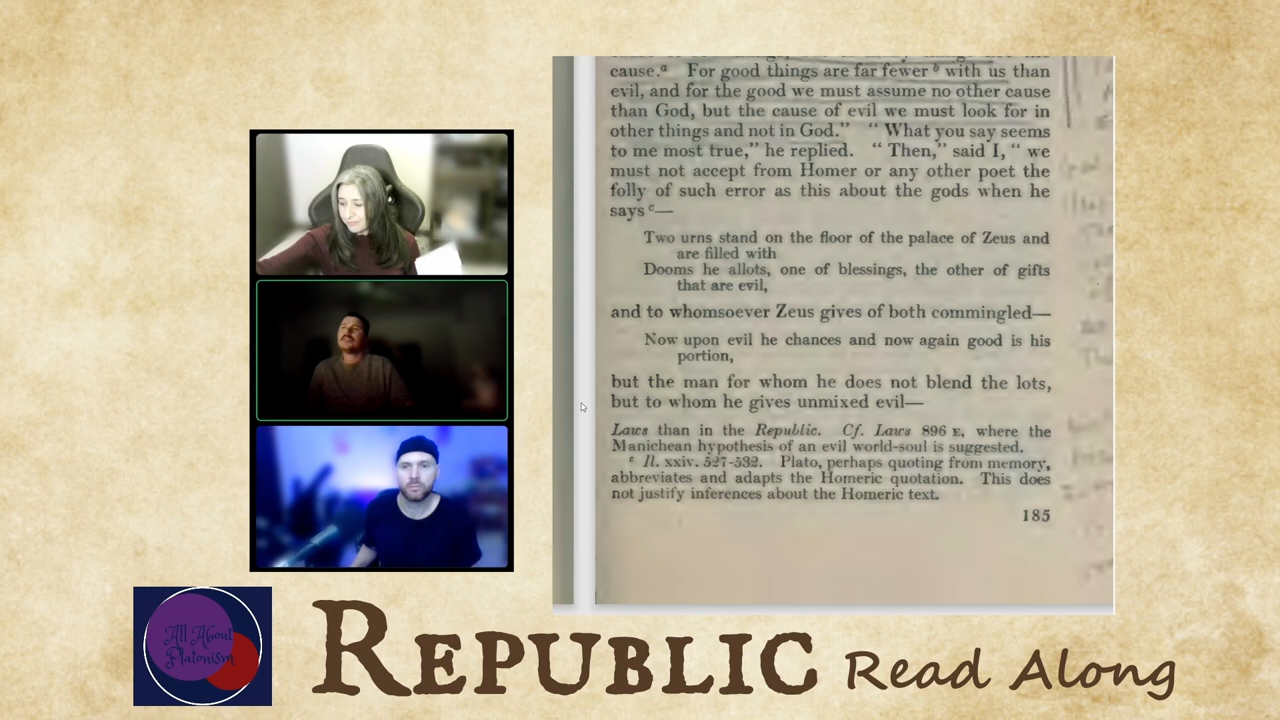 cause.ᵃ For good things are far fewer ᵇ with us than
evil, and for the good we must assume no other cause
than God, but the cause of evil we must look for in
other things and not in God.” “ What you say seems
to me most true,” he replied. “ Then,” said I, “ we
must not accept from Homer or any other poet the
folly of such error as this about the gods when he
says ᶜ—
Two urns stand on the floor of the palace of Zeus and
are filled with
Dooms he allots, one of blessings, the other of gifts
that are evil,
and to whomsoever Zeus gives of both commingled—
Now upon evil he chances and now again good is his
portion,
but the man for whom he does not blend the lots,
but to whom he gives unmixed evil—
Laws than in the Republic. Cf. Laws 896 E, where the
Manichean hypothesis of an evil world-soul is suggested.
ᶜ Il. xxiv. 527-532. Plato, perhaps quoting from memory,
abbreviates and adapts the Homeric quotation. This does
not justify inferences about the Homeric text.
185
All About
Platonism
REPUBLIC Read Along